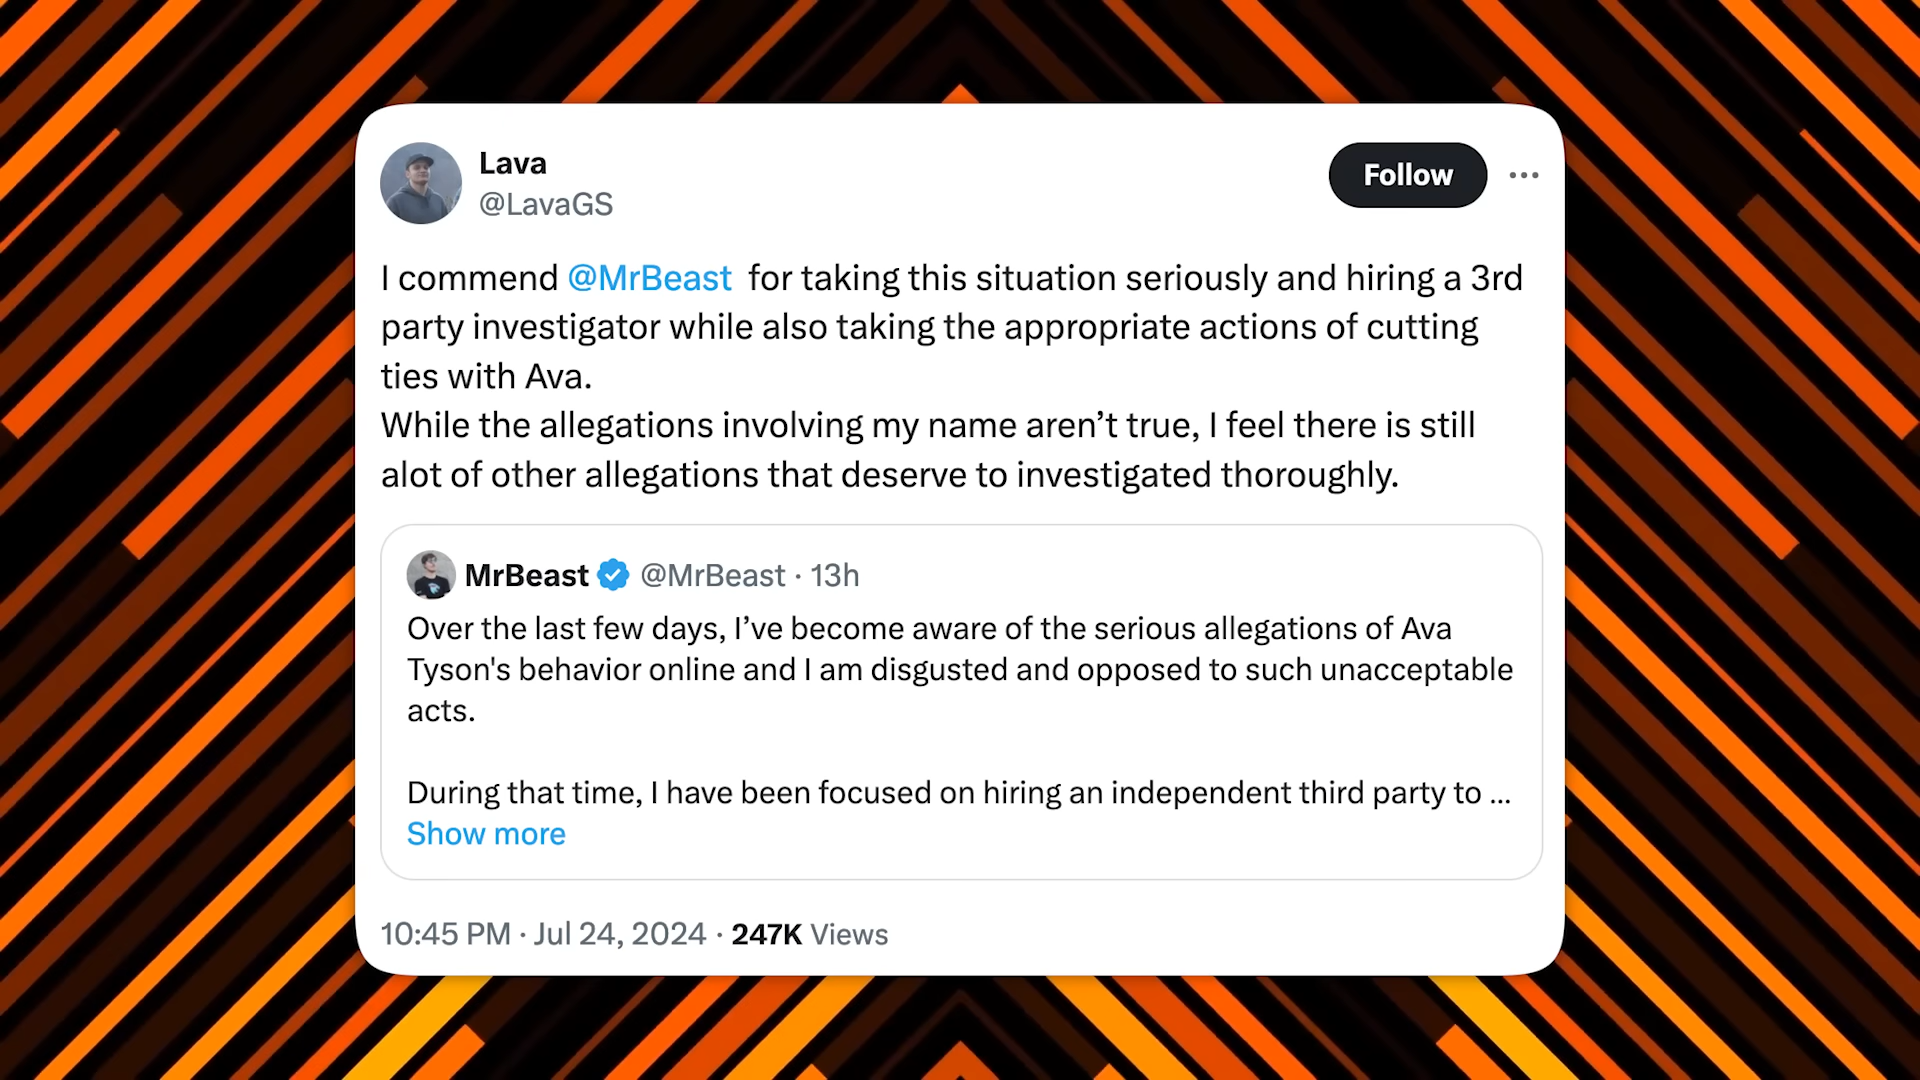 Lava
@LavaGS
Follow
I commend @MrBeast for taking this situation seriously and hiring a 3rd
party investigator while also taking the appropriate actions of cutting
ties with Ava.
While the allegations involving my name aren’t true, I feel there is still
alot of other allegations that deserve to investigated thoroughly.
MrBeast @MrBeast · 13h
Over the last few days, I’ve become aware of the serious allegations of Ava
Tyson's behavior online and I am disgusted and opposed to such unacceptable
acts.
During that time, I have been focused on hiring an independent third party to ...
Show more
10:45 PM · Jul 24, 2024 · 247K Views